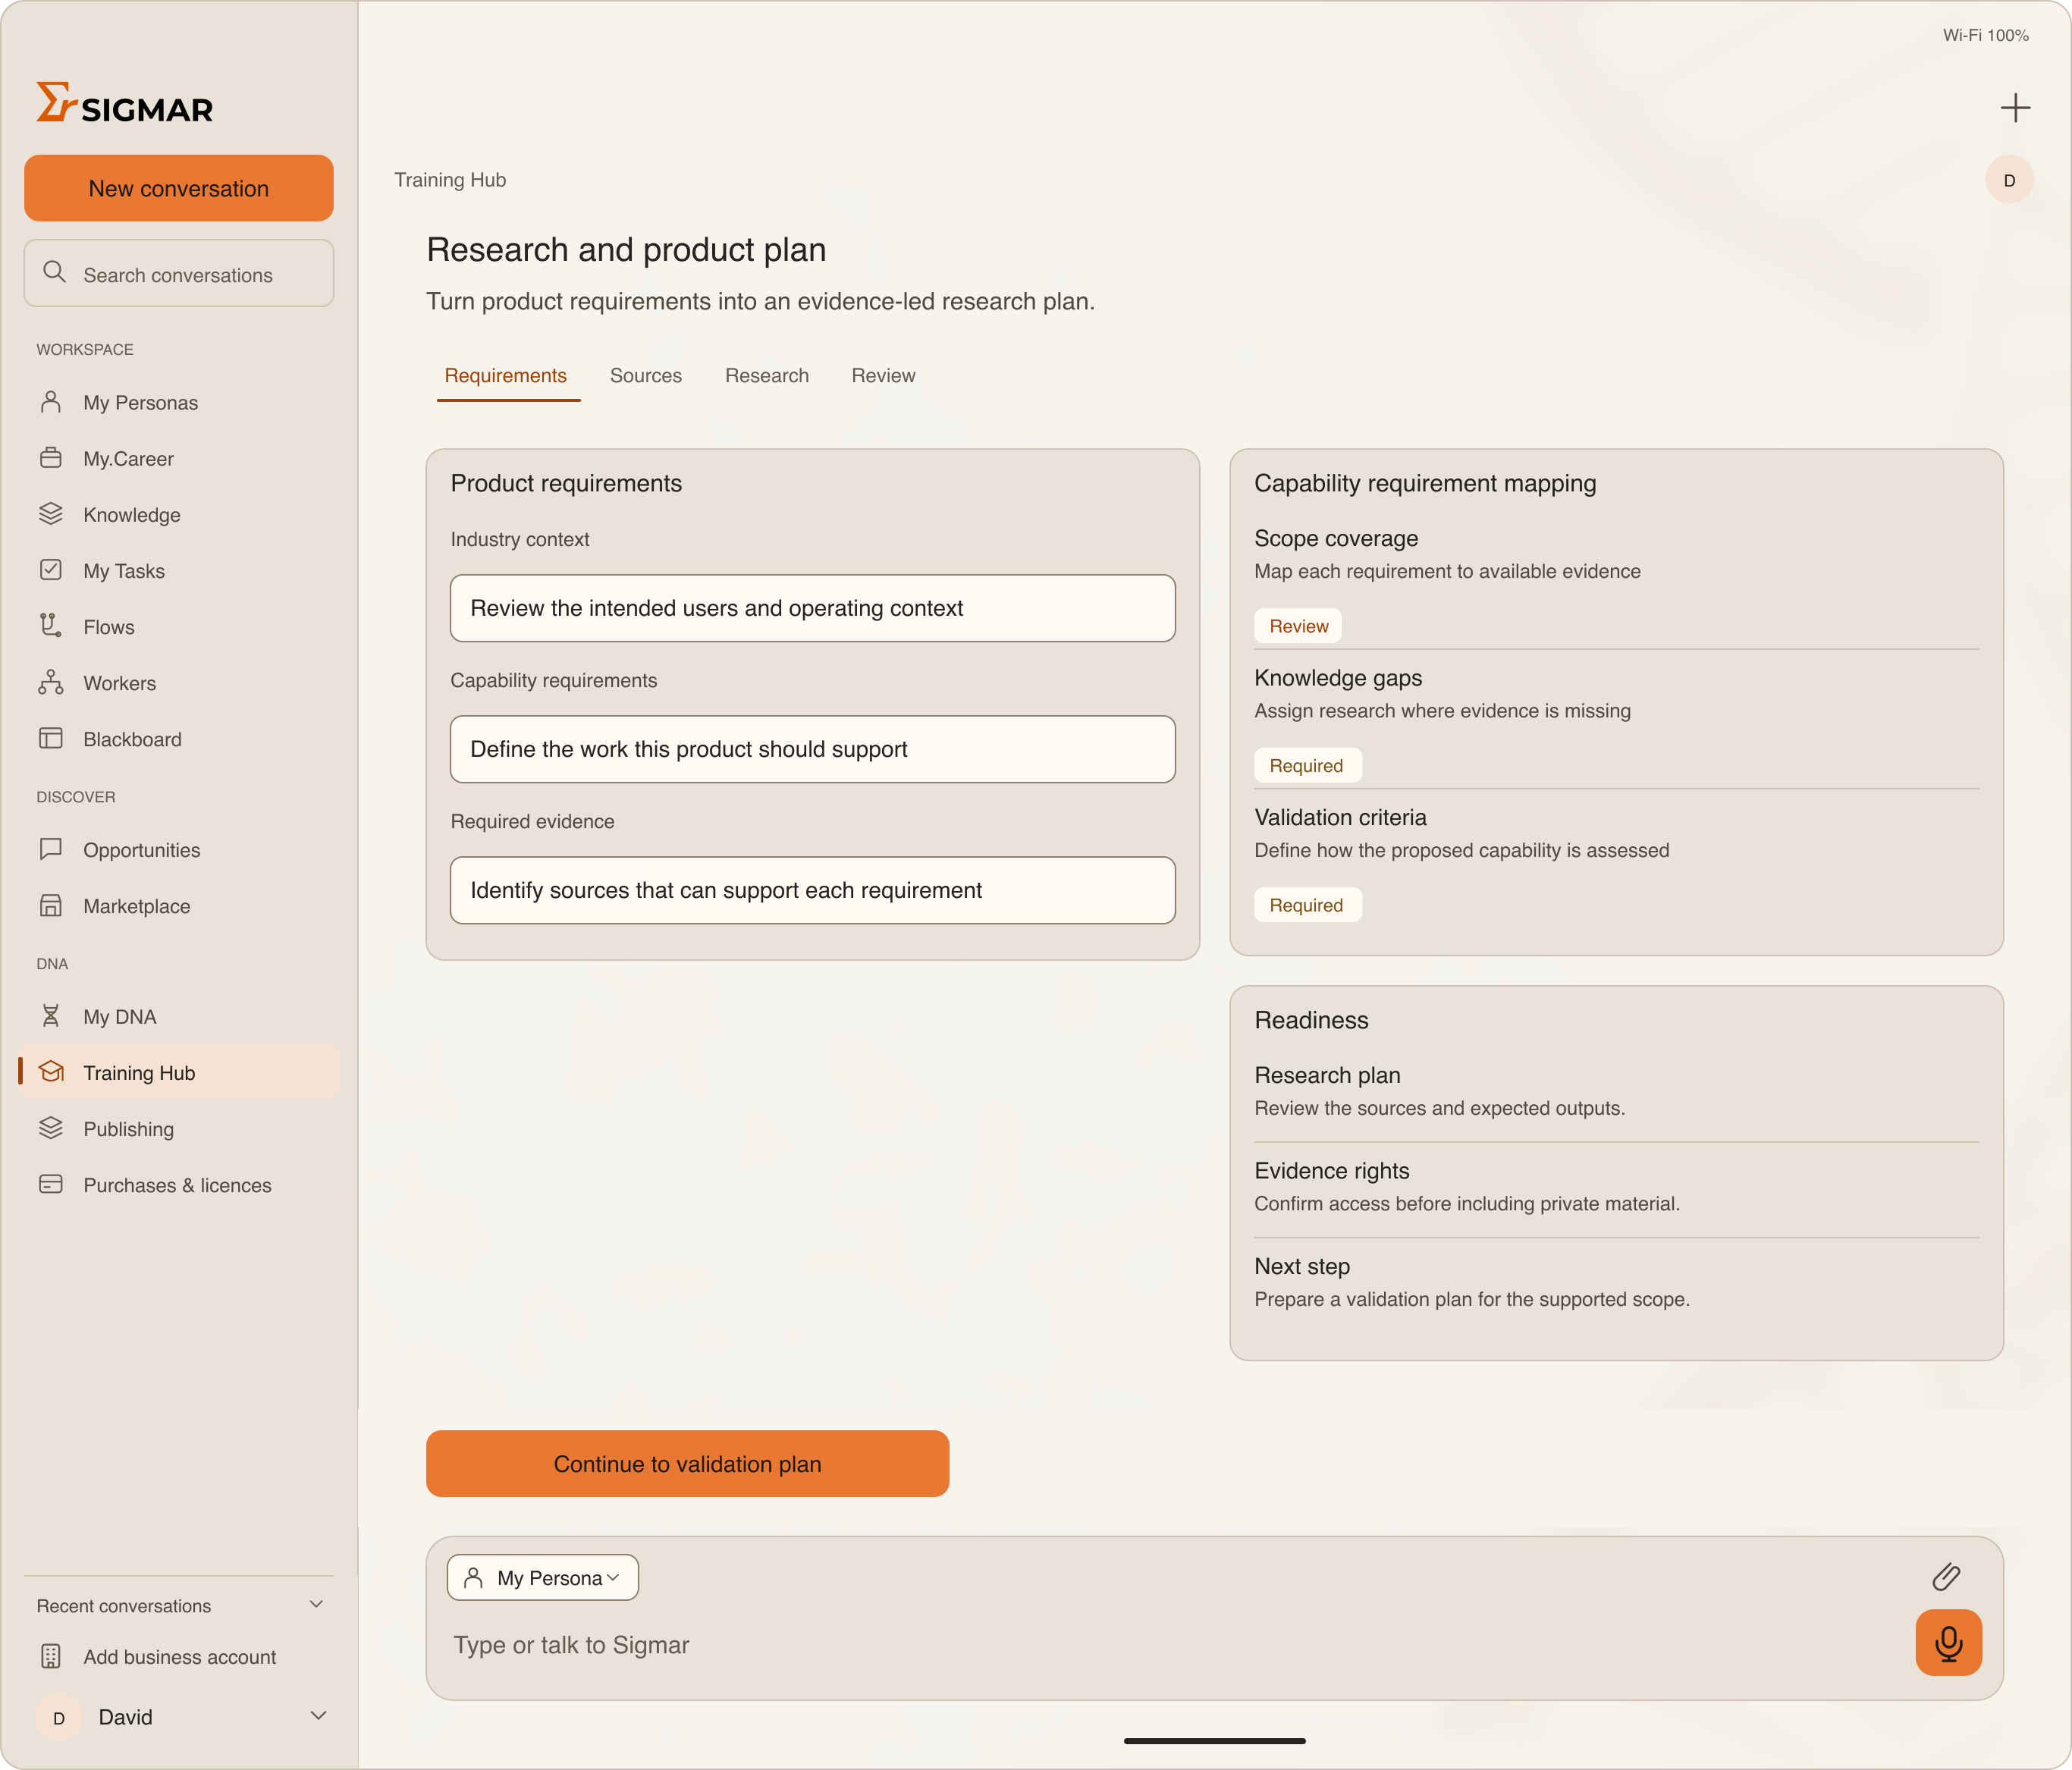 Wi-Fi 100%
Σr SIGMAR
New conversation
Search conversations
WORKSPACE
My Personas
My.Career
Knowledge
My Tasks
Flows
Workers
Blackboard
DISCOVER
Opportunities
Marketplace
DNA
My DNA
Training Hub
Publishing
Purchases & licences
Recent conversations
Add business account
D
David
Training Hub
D
Research and product plan
Turn product requirements into an evidence-led research plan.
Requirements
Sources
Research
Review
Product requirements
Industry context
Review the intended users and operating context
Capability requirements
Define the work this product should support
Required evidence
Identify sources that can support each requirement
Capability requirement mapping
Scope coverage
Map each requirement to available evidence
Review
Knowledge gaps
Assign research where evidence is missing
Required
Validation criteria
Define how the proposed capability is assessed
Required
Readiness
Research plan
Review the sources and expected outputs.
Evidence rights
Confirm access before including private material.
Next step
Prepare a validation plan for the supported scope.
Continue to validation plan
My Persona
Type or talk to Sigmar